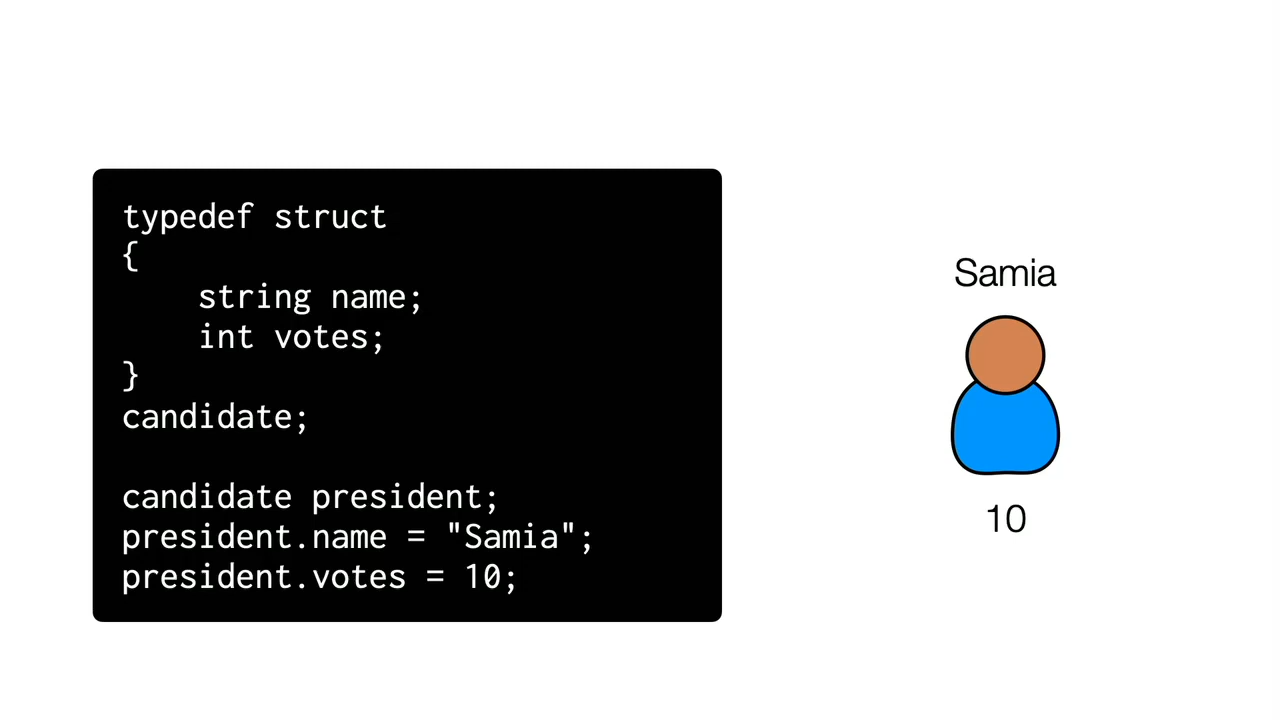 typedef struct
{
    string name;
    int votes;
}
candidate;

candidate president;
president.name = "Samia";
president.votes = 10;
Samia
10